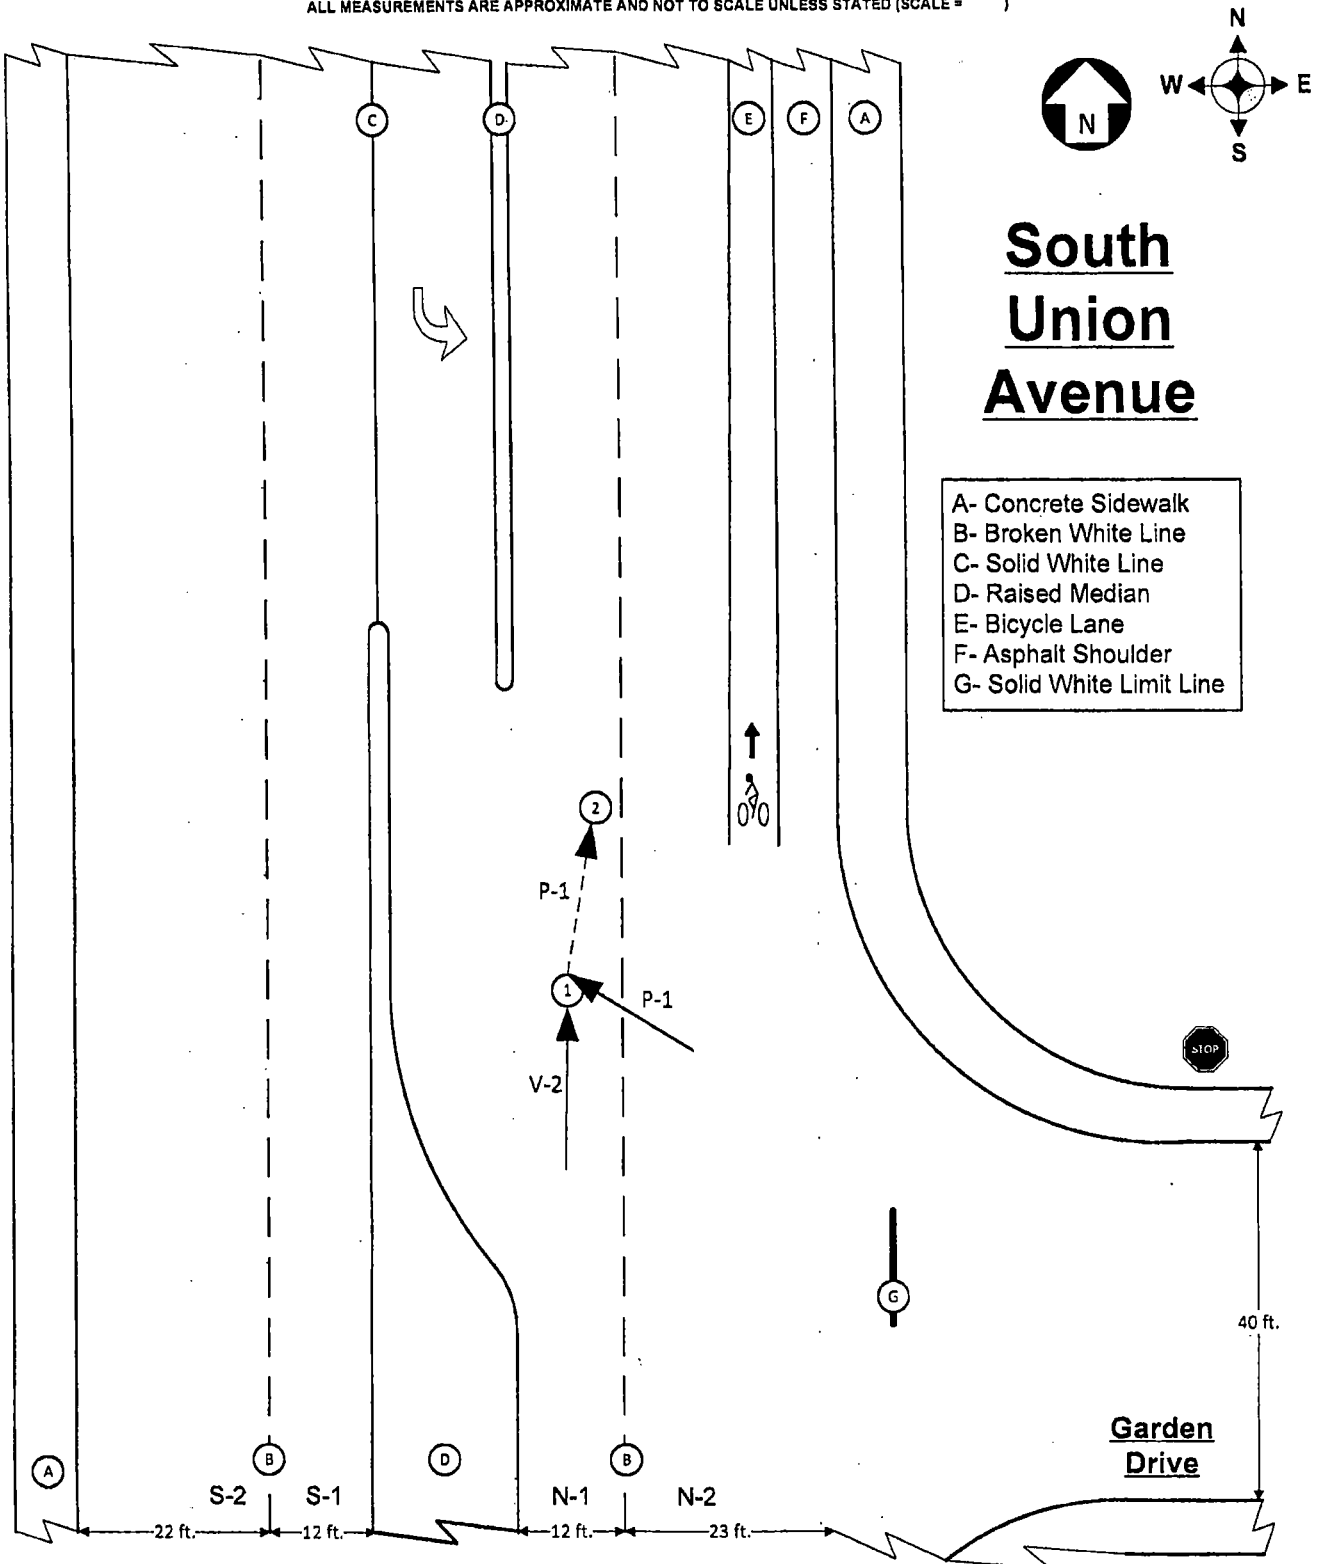 ALL MEASUREMENTS ARE APPROXIMATE AND NOT TO SCALE UNLESS STATED (SCALE = )
N
W E
S
N
C D E F A
South
Union
Avenue
A- Concrete Sidewalk
B- Broken White Line
C- Solid White Line
D- Raised Median
E- Bicycle Lane
F- Asphalt Shoulder
G- Solid White Limit Line
2
P-1
1
P-1
V-2
STOP
G
40 ft.
Garden
Drive
A B D B
S-2 S-1 N-1 N-2
22 ft. 12 ft. 12 ft. 23 ft.